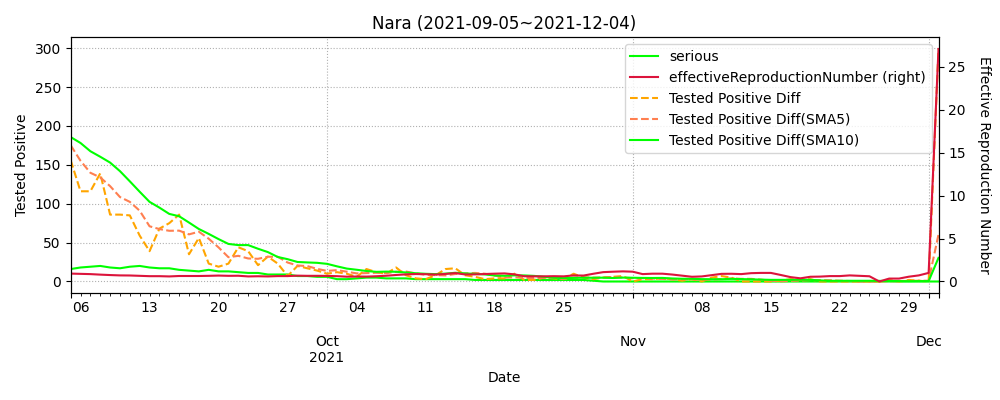 Nara (2021-09-05~2021-12-04)
Tested Positive
300
250
200
150
100
50
0
serious
effectiveReproductionNumber (right)
Tested Positive Diff
Tested Positive Diff(SMA5)
Tested Positive Diff(SMA10)
25
20
15
10
5
0
Effective Reproduction Number
06 13 20 27 04 11 18 25 08 15 22 29
Oct Nov Dec
2021
Date